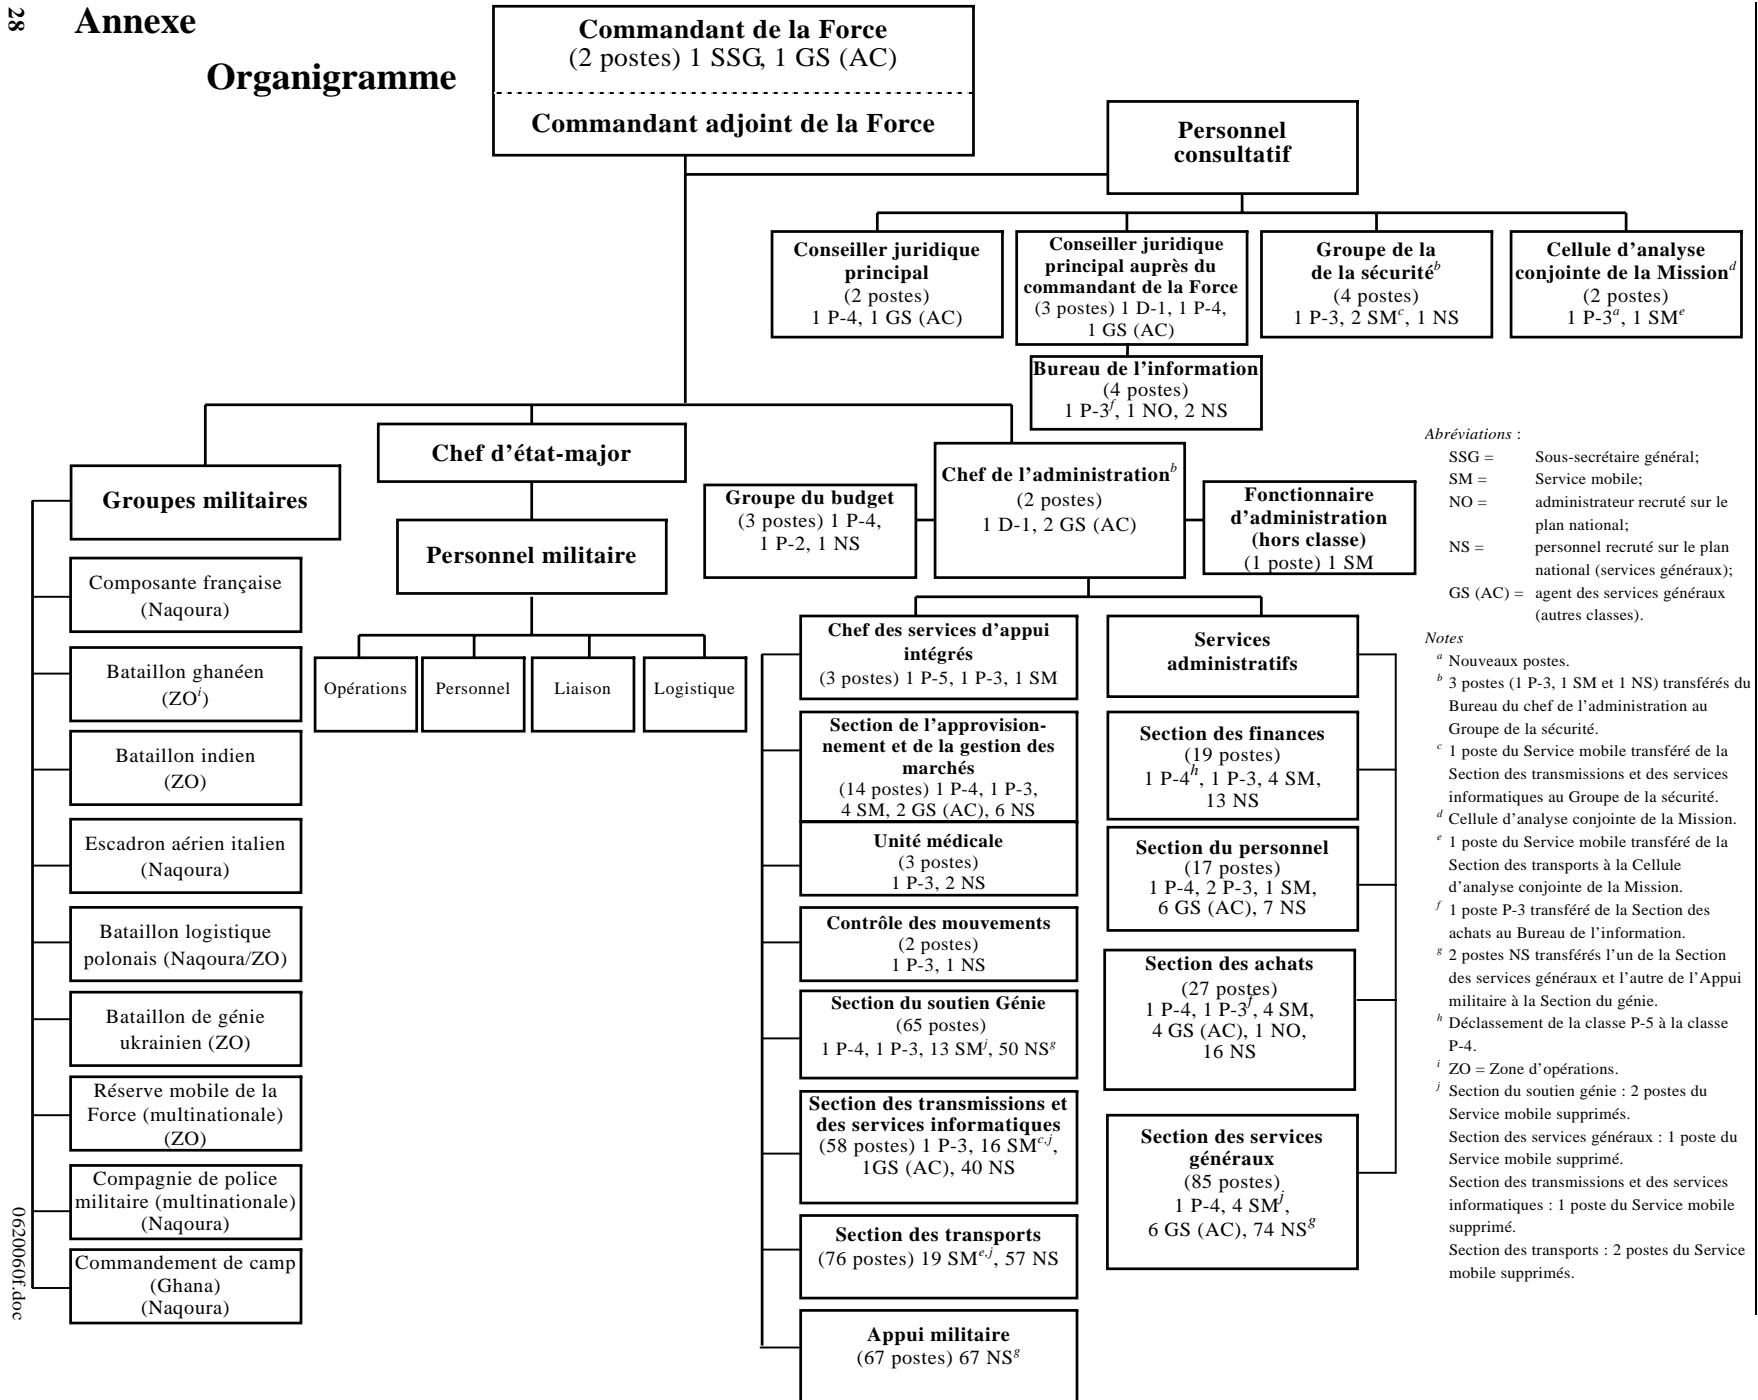 28
Annexe
Organigramme
Commandant de la Force
(2 postes) 1 SSG, 1 GS (AC)
Commandant adjoint de la Force
Personnel
consultatif
Conseiller juridique
principal
(2 postes)
1 P-4, 1 GS (AC)
Conseiller juridique
principal auprès du
commandant de la Force
(3 postes) 1 D-1, 1 P-4,
1 GS (AC)
Groupe de la
de la sécurité b
(4 postes)
1 P-3, 2 SM c, 1 NS
Cellule d'analyse
conjointe de la Mission d
(2 postes)
1 P-3 a, 1 SM e
Bureau de l'information
(4 postes)
1 P-3 f, 1 NO, 2 NS
Groupes militaires
Chef d'état-major
Personnel militaire
Groupe du budget
(3 postes) 1 P-4,
1 P-2, 1 NS
Chef de l'administration b
(2 postes)
1 D-1, 2 GS (AC)
Fonctionnaire
d'administration
(hors classe)
(1 poste) 1 SM
Composante française
(Naqoura)
Bataillon ghanéen
(ZO i)
Bataillon indien
(ZO)
Escadron aérien italien
(Naqoura)
Bataillon logistique
polonais (Naqoura/ZO)
Bataillon de génie
ukrainien (ZO)
Réserve mobile de la
Force (multinationale)
(ZO)
Compagnie de police
militaire (multinationale)
(Naqoura)
Commandement de camp
(Ghana)
(Naqoura)
Opérations
Personnel
Liaison
Logistique
Chef des services d'appui
intégrés
(3 postes) 1 P-5, 1 P-3, 1 SM
Section de l'approvision-
nement et de la gestion des
marchés
(14 postes) 1 P-4, 1 P-3,
4 SM, 2 GS (AC), 6 NS
Unité médicale
(3 postes)
1 P-3, 2 NS
Contrôle des mouvements
(2 postes)
1 P-3, 1 NS
Section du soutien Génie
(65 postes)
1 P-4, 1 P-3, 13 SM j, 50 NS g
Section des transmissions et
des services informatiques
(58 postes) 1 P-3, 16 SM c,j,
1GS (AC), 40 NS
Section des transports
(76 postes) 19 SM e,j, 57 NS
Appui militaire
(67 postes) 67 NS g
Services
administratifs
Section des finances
(19 postes)
1 P-4 h, 1 P-3, 4 SM,
13 NS
Section du personnel
(17 postes)
1 P-4, 2 P-3, 1 SM,
6 GS (AC), 7 NS
Section des achats
(27 postes)
1 P-4, 1 P-3 f, 4 SM,
4 GS (AC), 1 NO,
16 NS
Section des services
généraux
(85 postes)
1 P-4, 4 SM j,
6 GS (AC), 74 NS g
Abréviations :
SSG = Sous-secrétaire général;
SM = Service mobile;
NO = administrateur recruté sur le
plan national;
NS = personnel recruté sur le plan
national (services généraux);
GS (AC) = agent des services généraux
(autres classes).
Notes
a Nouveaux postes.
b 3 postes (1 P-3, 1 SM et 1 NS) transférés du
Bureau du chef de l'administration au
Groupe de la sécurité.
c 1 poste du Service mobile transféré de la
Section des transmissions et des services
informatiques au Groupe de la sécurité.
d Cellule d'analyse conjointe de la Mission.
e 1 poste du Service mobile transféré de la
Section des transports à la Cellule
d'analyse conjointe de la Mission.
f 1 poste P-3 transféré de la Section des
achats au Bureau de l'information.
g 2 postes NS transférés l'un de la Section
des services généraux et l'autre de l'Appui
militaire à la Section du génie.
h Déclassement de la classe P-5 à la classe
P-4.
i ZO = Zone d'opérations.
j Section du soutien génie : 2 postes du
Service mobile supprimés.
Section des services généraux : 1 poste du
Service mobile supprimé.
Section des transmissions et des services
informatiques : 1 poste du Service mobile
supprimé.
Section des transports : 2 postes du Service
mobile supprimés.
0620060f.doc